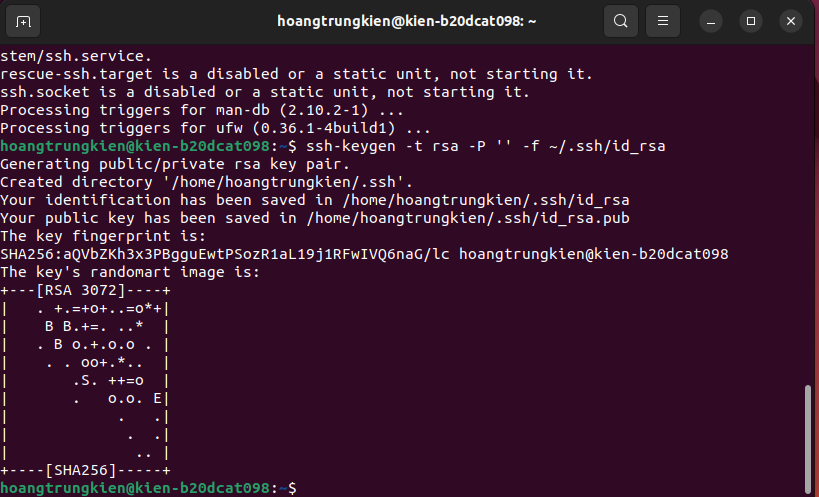 hoangtrungkien@kien-b20dcat098: ~
stem/ssh.service.
rescue-ssh.target is a disabled or a static unit, not starting it.
ssh.socket is a disabled or a static unit, not starting it.
Processing triggers for man-db (2.10.2-1) ...
Processing triggers for ufw (0.36.1-4build1) ...
hoangtrungkien@kien-b20dcat098:~$ ssh-keygen -t rsa -P '' -f ~/.ssh/id_rsa
Generating public/private rsa key pair.
Created directory '/home/hoangtrungkien/.ssh'.
Your identification has been saved in /home/hoangtrungkien/.ssh/id_rsa
Your public key has been saved in /home/hoangtrungkien/.ssh/id_rsa.pub
The key fingerprint is:
SHA256:aQVbZKh3x3PBgguEwtPSozR1aL19j1RFwIVQ6naG/lc hoangtrungkien@kien-b20dcat098
The key's randomart image is:
+---[RSA 3072]----+
|   . +.=+o+..=o*+|
|    B B.+=. ..*  |
|   . B o.+.o.o . |
|    . . oo+.*..  |
|       .S. ++=o  |
|       .   o.o. E|
|            .   .|
|             .  .|
|              .. |
+----[SHA256]-----+
hoangtrungkien@kien-b20dcat098:~$